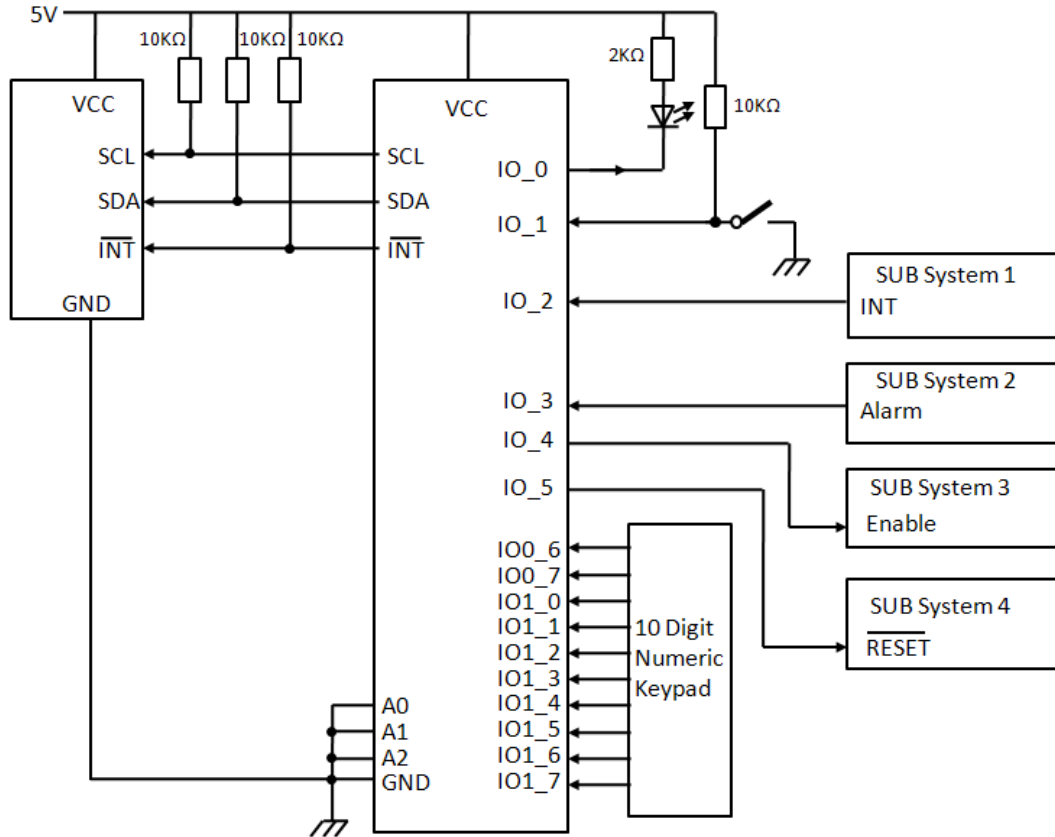 5V
10KΩ 10KΩ 10KΩ
2KΩ
10KΩ
VCC
SCL
SDA
INT
GND
VCC
SCL
SDA
INT
A0
A1
A2
GND
IO_0
IO_1
IO_2
IO_3
IO_4
IO_5
IO0_6
IO0_7
IO1_0
IO1_1
IO1_2
IO1_3
IO1_4
IO1_5
IO1_6
IO1_7
10 Digit
Numeric
Keypad
SUB System 1
INT
SUB System 2
Alarm
SUB System 3
Enable
SUB System 4
RESET